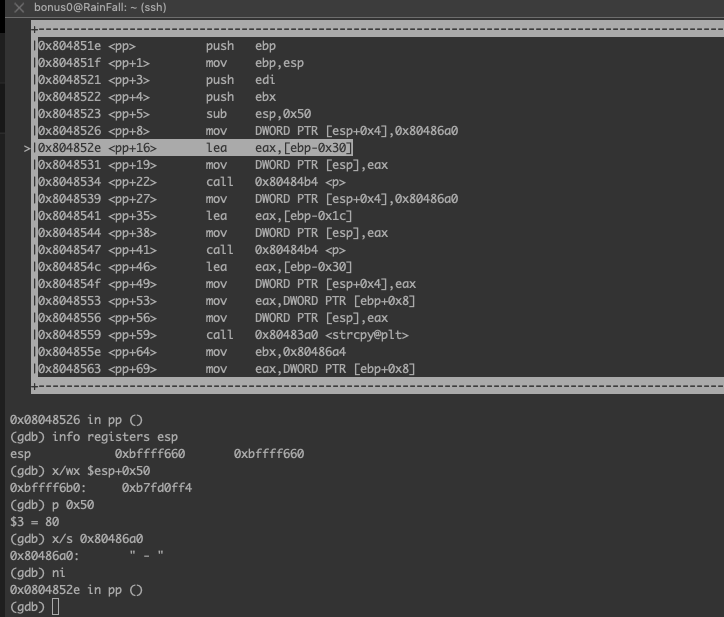 bonus0@RainFall: ~ (ssh)
0x804851e <pp>          push   ebp
0x804851f <pp+1>        mov    ebp,esp
0x8048521 <pp+3>        push   edi
0x8048522 <pp+4>        push   ebx
0x8048523 <pp+5>        sub    esp,0x50
0x8048526 <pp+8>        mov    DWORD PTR [esp+0x4],0x80486a0
>0x804852e <pp+16>       lea    eax,[ebp-0x30]
0x8048531 <pp+19>       mov    DWORD PTR [esp],eax
0x8048534 <pp+22>       call   0x80484b4 <p>
0x8048539 <pp+27>       mov    DWORD PTR [esp+0x4],0x80486a0
0x8048541 <pp+35>       lea    eax,[ebp-0x1c]
0x8048544 <pp+38>       mov    DWORD PTR [esp],eax
0x8048547 <pp+41>       call   0x80484b4 <p>
0x804854c <pp+46>       lea    eax,[ebp-0x30]
0x804854f <pp+49>       mov    DWORD PTR [esp+0x4],eax
0x8048553 <pp+53>       mov    eax,DWORD PTR [ebp+0x8]
0x8048556 <pp+56>       mov    DWORD PTR [esp],eax
0x8048559 <pp+59>       call   0x80483a0 <strcpy@plt>
0x804855e <pp+64>       mov    ebx,0x80486a4
0x8048563 <pp+69>       mov    eax,DWORD PTR [ebp+0x8]
0x08048526 in pp ()
(gdb) info registers esp
esp            0xbffff660       0xbffff660
(gdb) x/wx $esp+0x50
0xbffff6b0:     0xb7fd0ff4
(gdb) p 0x50
$3 = 80
(gdb) x/s 0x80486a0
0x80486a0:       " - "
(gdb) ni
0x0804852e in pp ()
(gdb)